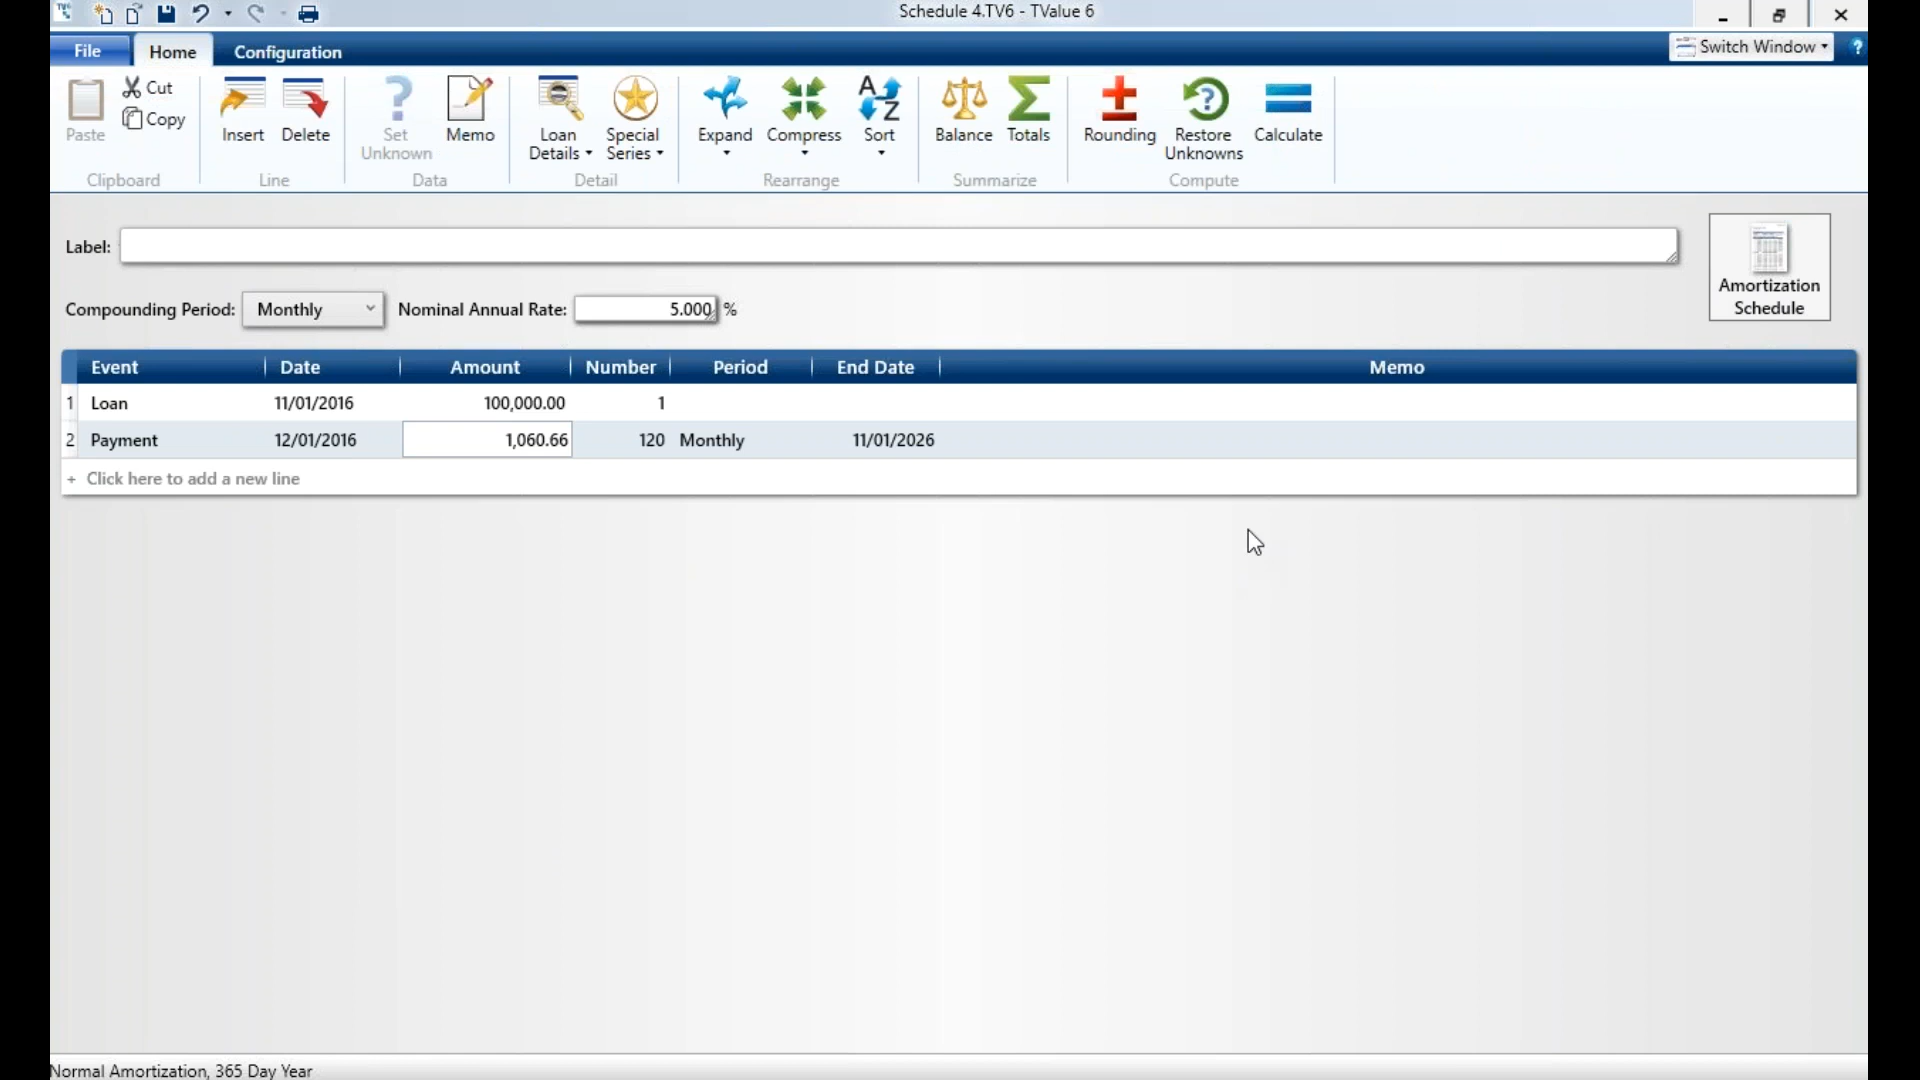 Schedule 4.TV6 - TValue 6
File Home Configuration Switch Window ?
Paste Cut Copy Insert Delete Set Unknown Memo Loan Details Special Series Expand Compress Sort Balance Totals Rounding Restore Unknowns Calculate
Clipboard Line Data Detail Rearrange Summarize Compute
Label:
Amortization
Schedule
Compounding Period: Monthly Nominal Annual Rate: 5.000 %
Event Date Amount Number Period End Date Memo
1 Loan 11/01/2016 100,000.00 1
2 Payment 12/01/2016 1,060.66 120 Monthly 11/01/2026
+ Click here to add a new line
Normal Amortization, 365 Day Year